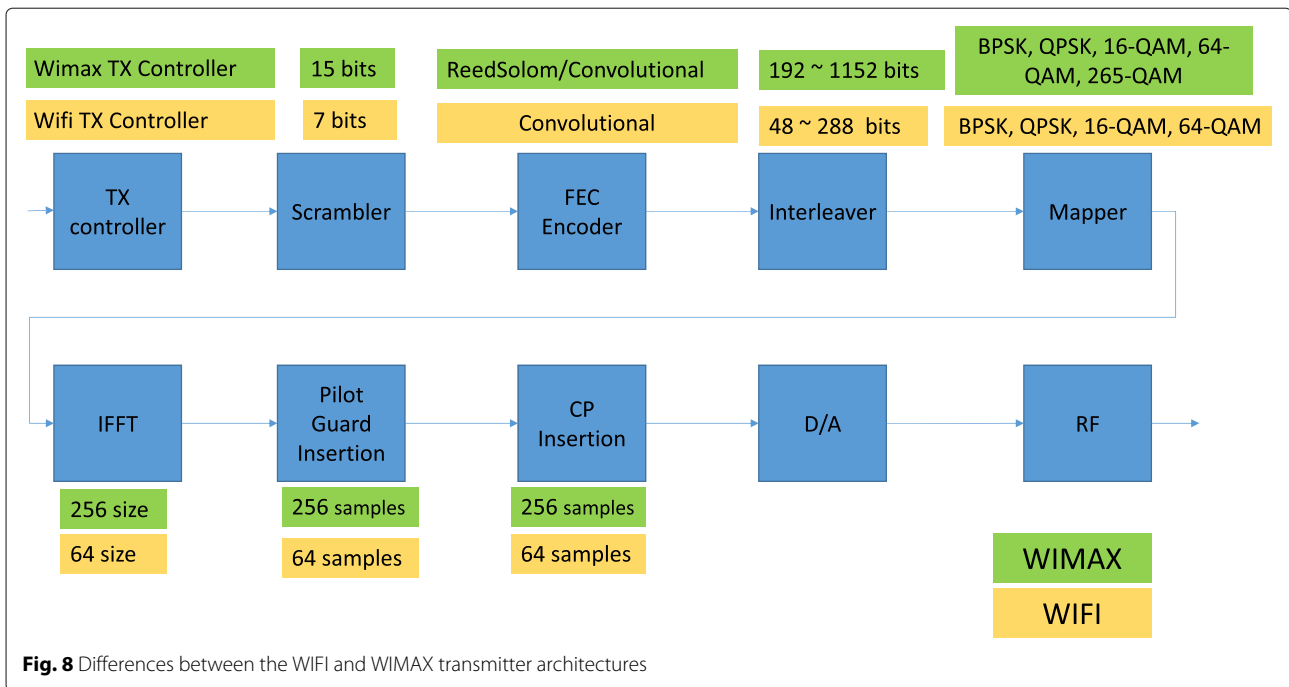 Wimax TX Controller
15 bits
ReedSolom/Convolutional
192 ~ 1152 bits
BPSK, QPSK, 16-QAM, 64-
QAM, 265-QAM
Wifi TX Controller
7 bits
Convolutional
48 ~ 288 bits
BPSK, QPSK, 16-QAM, 64-QAM
TX
controller
Scrambler
FEC
Encoder
Interleaver
Mapper
IFFT
Pilot
Guard
Insertion
CP
Insertion
D/A
RF
256 size
256 samples
256 samples
64 size
64 samples
64 samples
WIMAX
WIFI
Fig. 8 Differences between the WIFI and WIMAX transmitter architectures